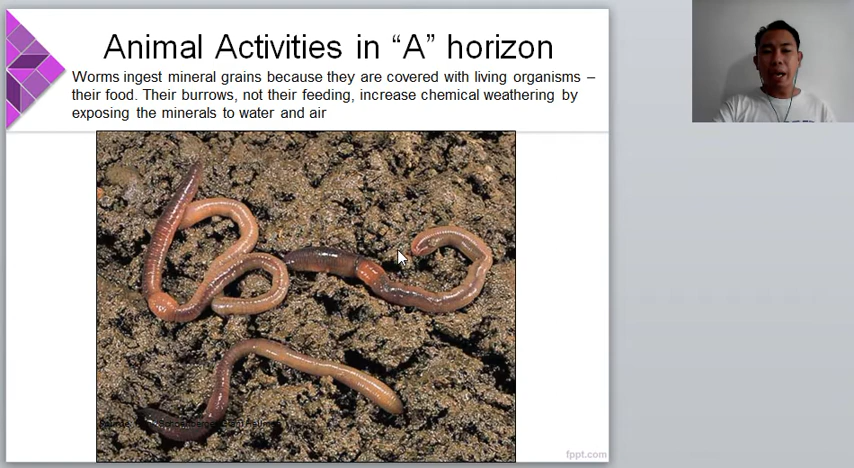 Animal Activities in “A” horizon
Worms ingest mineral grains because they are covered with living organisms –
their food. Their burrows, not their feeding, increase chemical weathering by
exposing the minerals to water and air
fppt.com